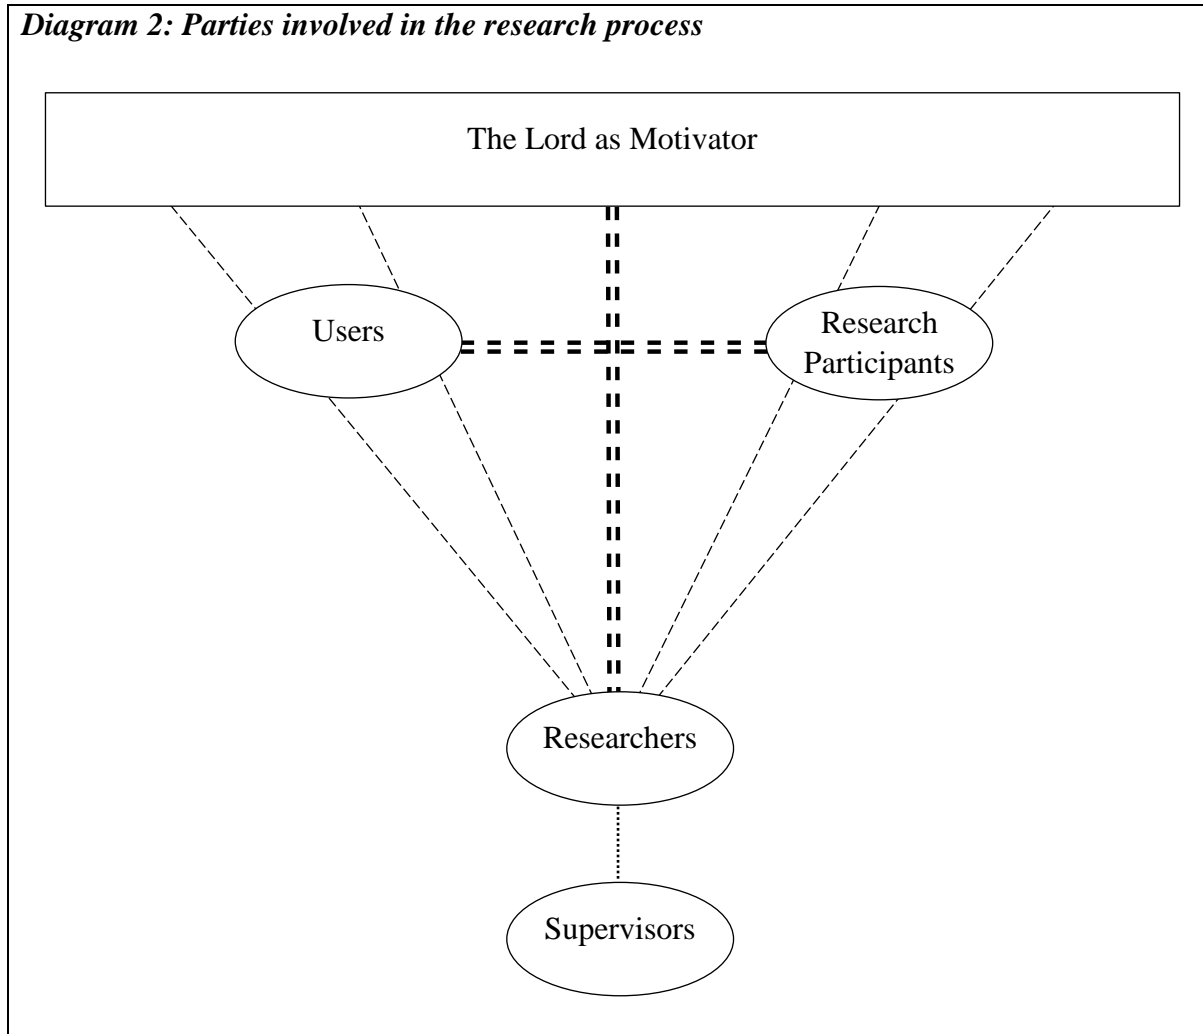 Diagram 2: Parties involved in the research process
The Lord as Motivator
Users
Research
Participants
Researchers
Supervisors